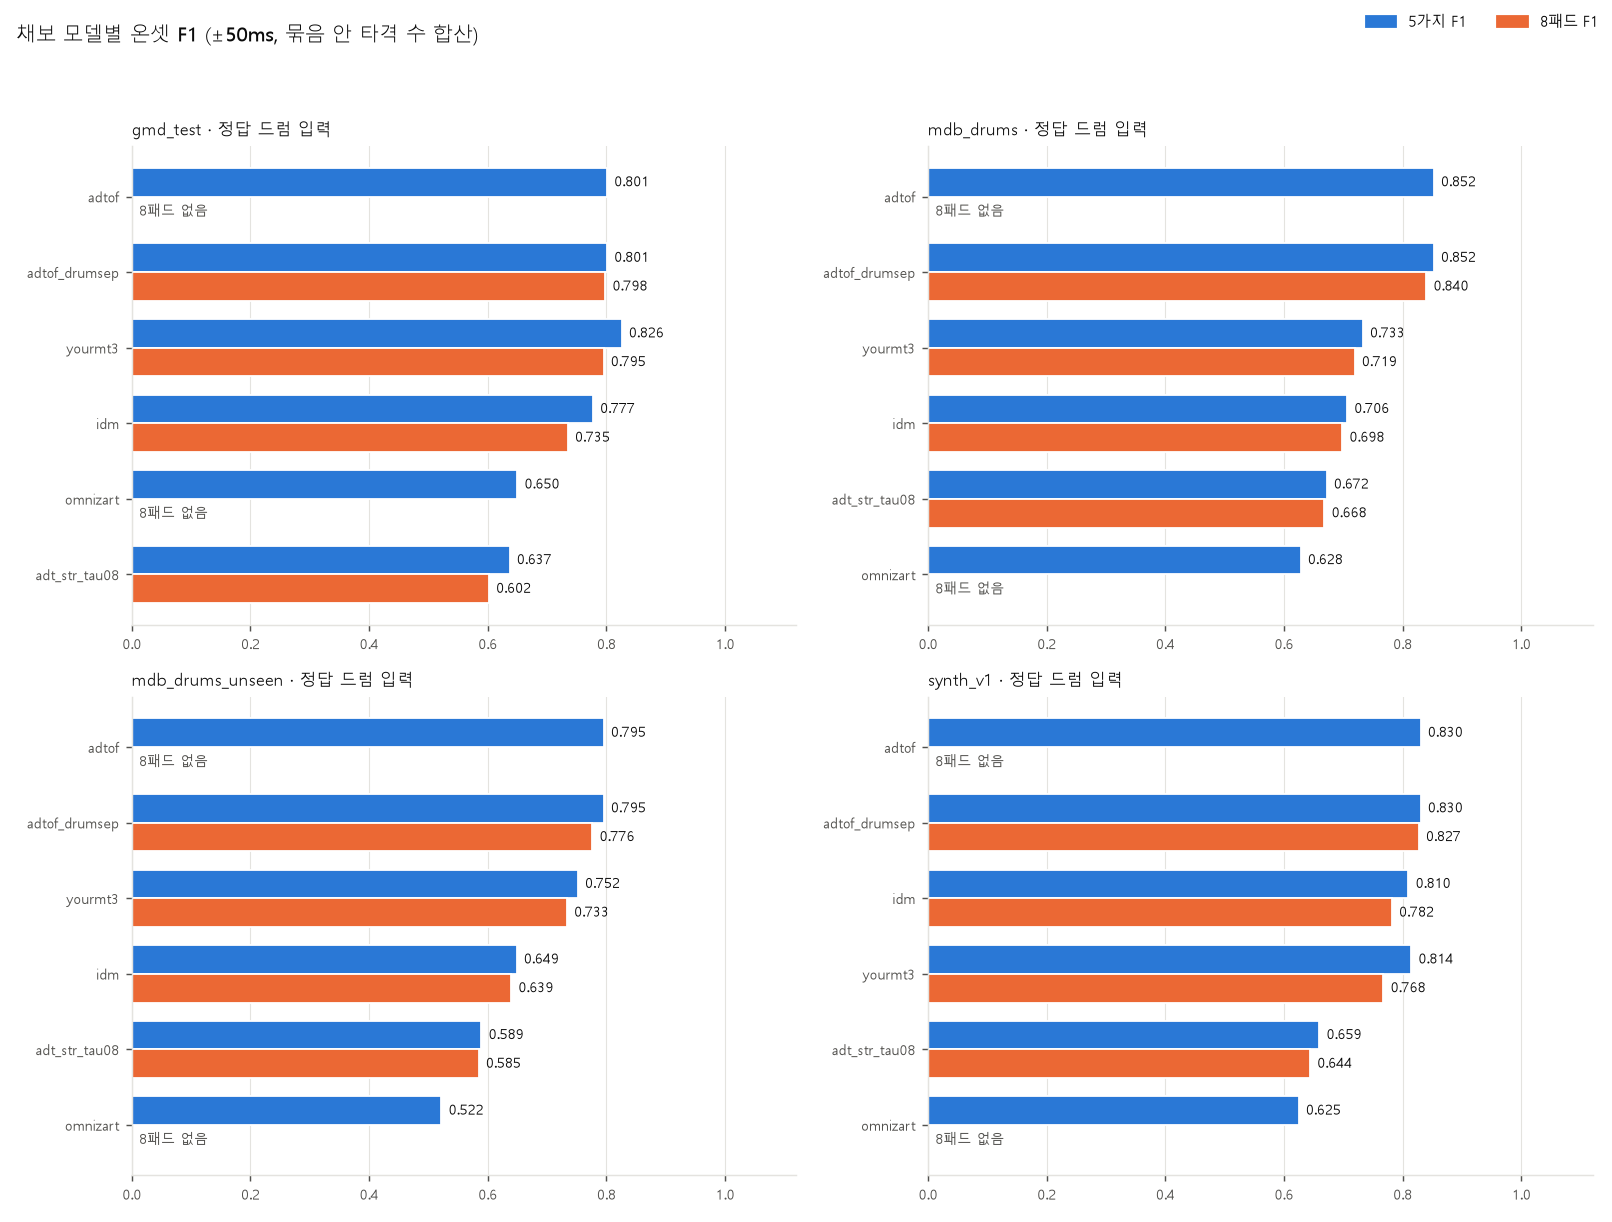 채보 모델별 온셋 F1 (±50ms, 묶음 안 타격 수 합산)
5가지 F1
8패드 F1
gmd_test · 정답 드럼 입력
adtof
0.801
8패드 없음
adtof_drumsep
0.801
0.798
yourmt3
0.826
0.795
idm
0.777
0.735
omnizart
0.650
8패드 없음
adt_str_tau08
0.637
0.602
0.0 0.2 0.4 0.6 0.8 1.0
mdb_drums · 정답 드럼 입력
adtof
0.852
8패드 없음
adtof_drumsep
0.852
0.840
yourmt3
0.733
0.719
idm
0.706
0.698
adt_str_tau08
0.672
0.668
omnizart
0.628
8패드 없음
0.0 0.2 0.4 0.6 0.8 1.0
mdb_drums_unseen · 정답 드럼 입력
adtof
0.795
8패드 없음
adtof_drumsep
0.795
0.776
yourmt3
0.752
0.733
idm
0.649
0.639
adt_str_tau08
0.589
0.585
omnizart
0.522
8패드 없음
0.0 0.2 0.4 0.6 0.8 1.0
synth_v1 · 정답 드럼 입력
adtof
0.830
8패드 없음
adtof_drumsep
0.830
0.827
idm
0.810
0.782
yourmt3
0.814
0.768
adt_str_tau08
0.659
0.644
omnizart
0.625
8패드 없음
0.0 0.2 0.4 0.6 0.8 1.0